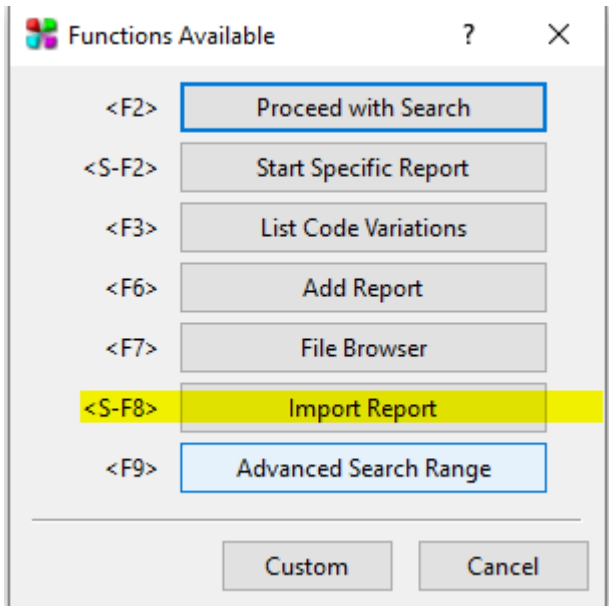 Functions Available ? ×
<F2> Proceed with Search
<S-F2> Start Specific Report
<F3> List Code Variations
<F6> Add Report
<F7> File Browser
<S-F8> Import Report
<F9> Advanced Search Range
Custom Cancel